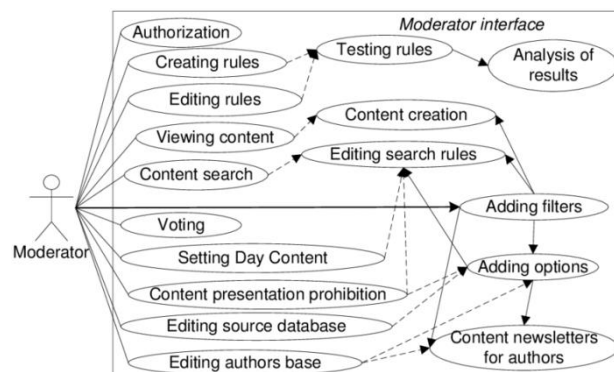 Moderator interface
Authorization
Creating rules
Testing rules
Analysis of
results
Editing rules
Viewing content
Content creation
Content search
Editing search rules
Moderator
Voting
Adding filters
Setting Day Content
Adding options
Content presentation prohibition
Editing source database
Content newsletters
for authors
Editing authors base